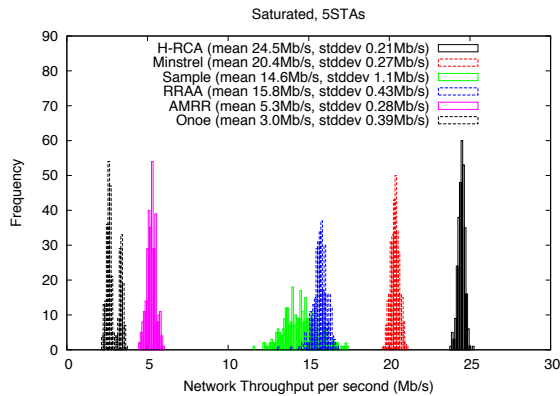 Saturated, 5STAs
90
80
70
60
50
40
30
20
10
0
Frequency
H-RCA (mean 24.5Mb/s, stddev 0.21Mb/s)
Minstrel (mean 20.4Mb/s, stddev 0.27Mb/s)
Sample (mean 14.6Mb/s, stddev 1.1Mb/s)
RRAA (mean 15.8Mb/s, stddev 0.43Mb/s)
AMRR (mean 5.3Mb/s, stddev 0.28Mb/s)
Onoe (mean 3.0Mb/s, stddev 0.39Mb/s)
0 5 10 15 20 25 30
Network Throughput per second (Mb/s)